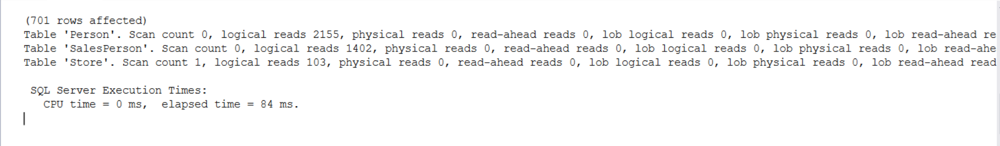 (701 rows affected)
Table 'Person'. Scan count 0, logical reads 2155, physical reads 0, read-ahead reads 0, lob logical reads 0, lob physical reads 0, lob read-ahead re
Table 'SalesPerson'. Scan count 0, logical reads 1402, physical reads 0, read-ahead reads 0, lob logical reads 0, lob physical reads 0, lob read-ahe
Table 'Store'. Scan count 1, logical reads 103, physical reads 0, read-ahead reads 0, lob logical reads 0, lob physical reads 0, lob read-ahead read
SQL Server Execution Times:
CPU time = 0 ms, elapsed time = 84 ms.